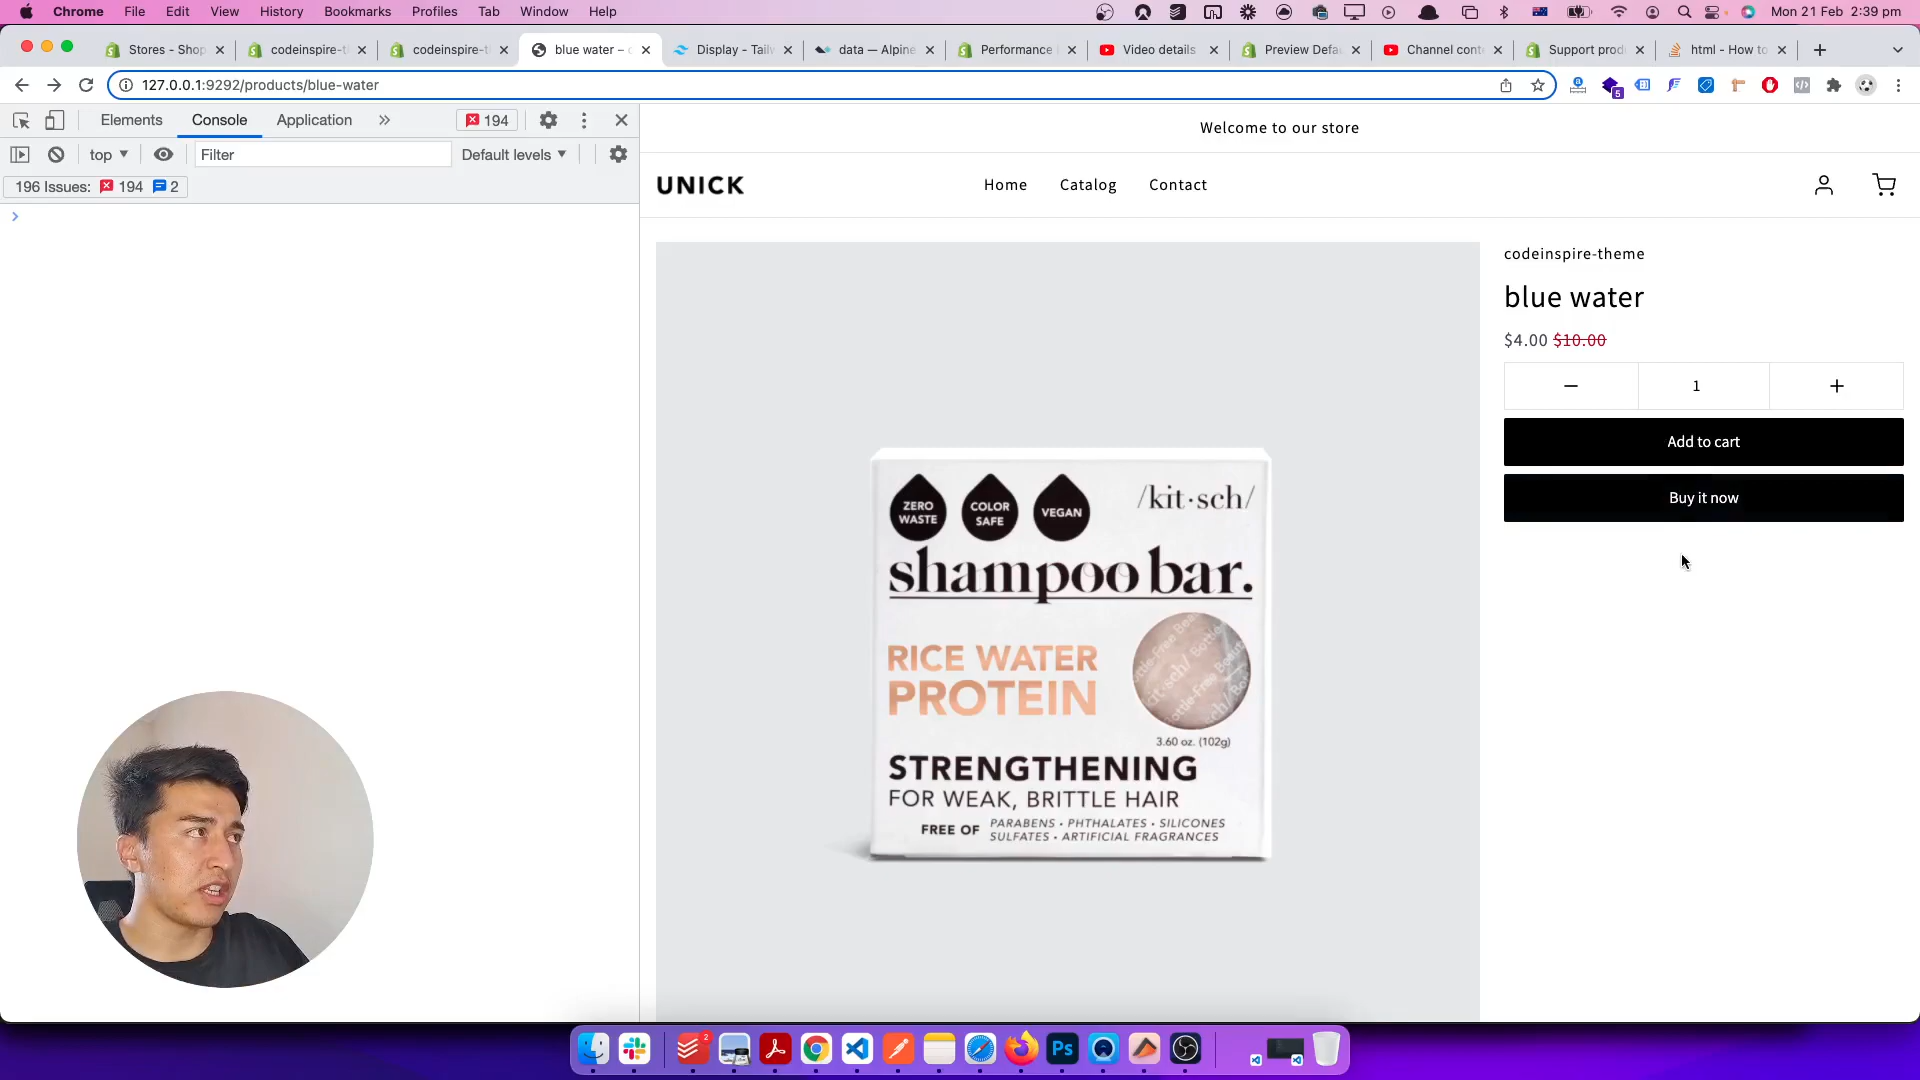 Chrome File Edit View History Bookmarks Profiles Tab Window Help Mon 21 Feb 2:39 pm
Stores - Shop codeinspire-t codeinspire-t blue water – Display - Tailw data — Alpine Performance Video details Preview Defau Channel cont Support prod html - How to
127.0.0.1:9292/products/blue-water
5
Elements Console Application 194
top Filter Default levels
196 Issues: 194 2
Welcome to our store
UNICK Home Catalog Contact
codeinspire-theme
blue water
$4.00 $10.00
1
Add to cart
Buy it now
ZERO WASTE
COLOR SAFE
VEGAN
/kit·sch/
shampoo bar.
RICE WATER
PROTEIN
3.60 oz. (102g)
STRENGTHENING
FOR WEAK, BRITTLE HAIR
FREE OF PARABENS • PHTHALATES • SILICONES
SULFATES • ARTIFICIAL FRAGRANCES
2
Ps